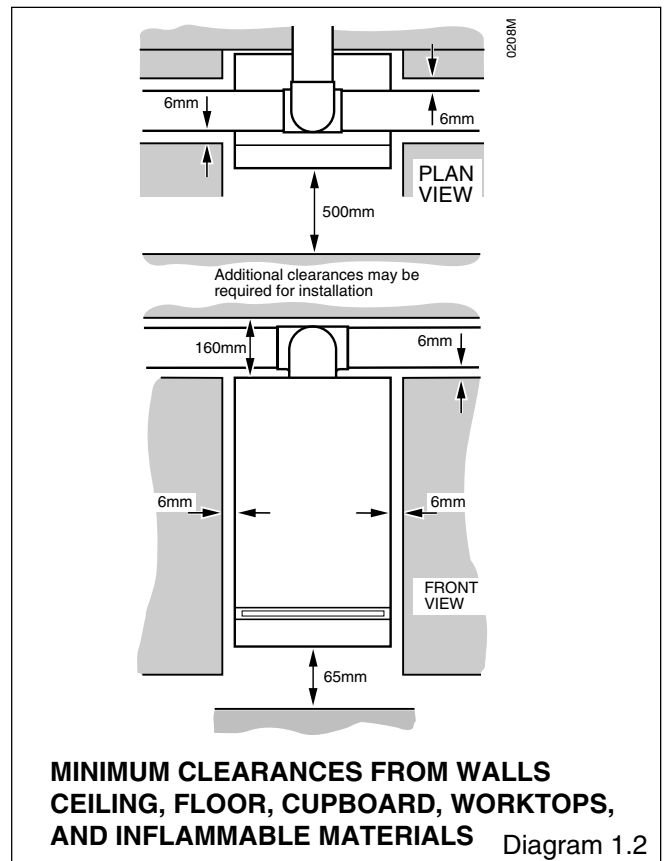 0208M
6mm
6mm
PLAN
VIEW
500mm
Additional clearances may be
required for installation
160mm
6mm
6mm
6mm
FRONT
VIEW
65mm
MINIMUM CLEARANCES FROM WALLS
CEILING, FLOOR, CUPBOARD, WORKTOPS,
AND INFLAMMABLE MATERIALS Diagram 1.2